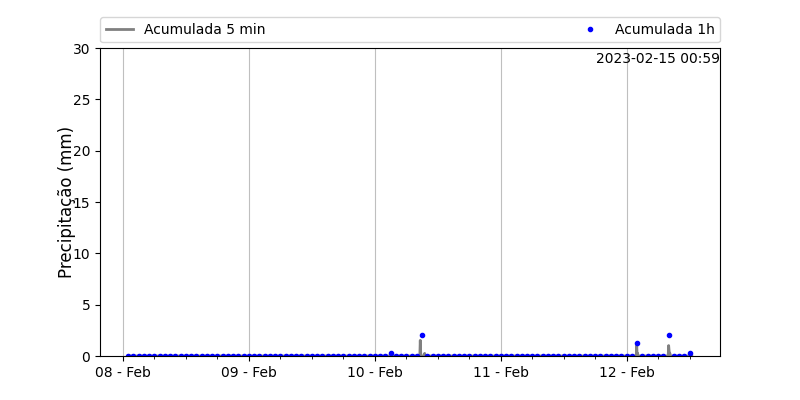 Acumulada 5 min
Acumulada 1h
2023-02-15 00:59
Precipitação (mm)
30
25
20
15
10
5
0
08 - Feb
09 - Feb
10 - Feb
11 - Feb
12 - Feb